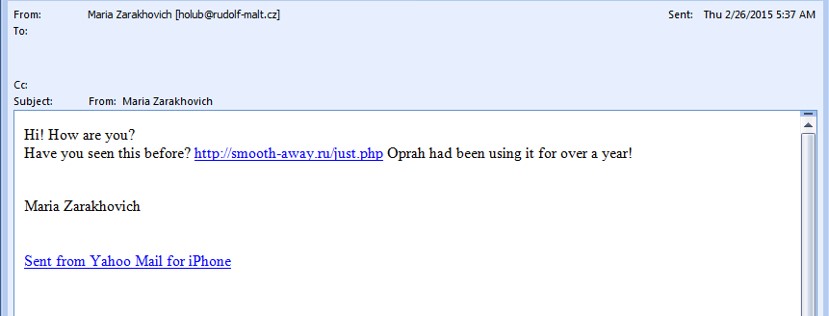 From: Maria Zarakhovich [holub@rudolf-malt.cz] Sent: Thu 2/26/2015 5:37 AM
To:
Cc:
Subject: From: Maria Zarakhovich
Hi! How are you?
Have you seen this before? http://smooth-away.ru/just.php Oprah had been using it for over a year!
Maria Zarakhovich
Sent from Yahoo Mail for iPhone